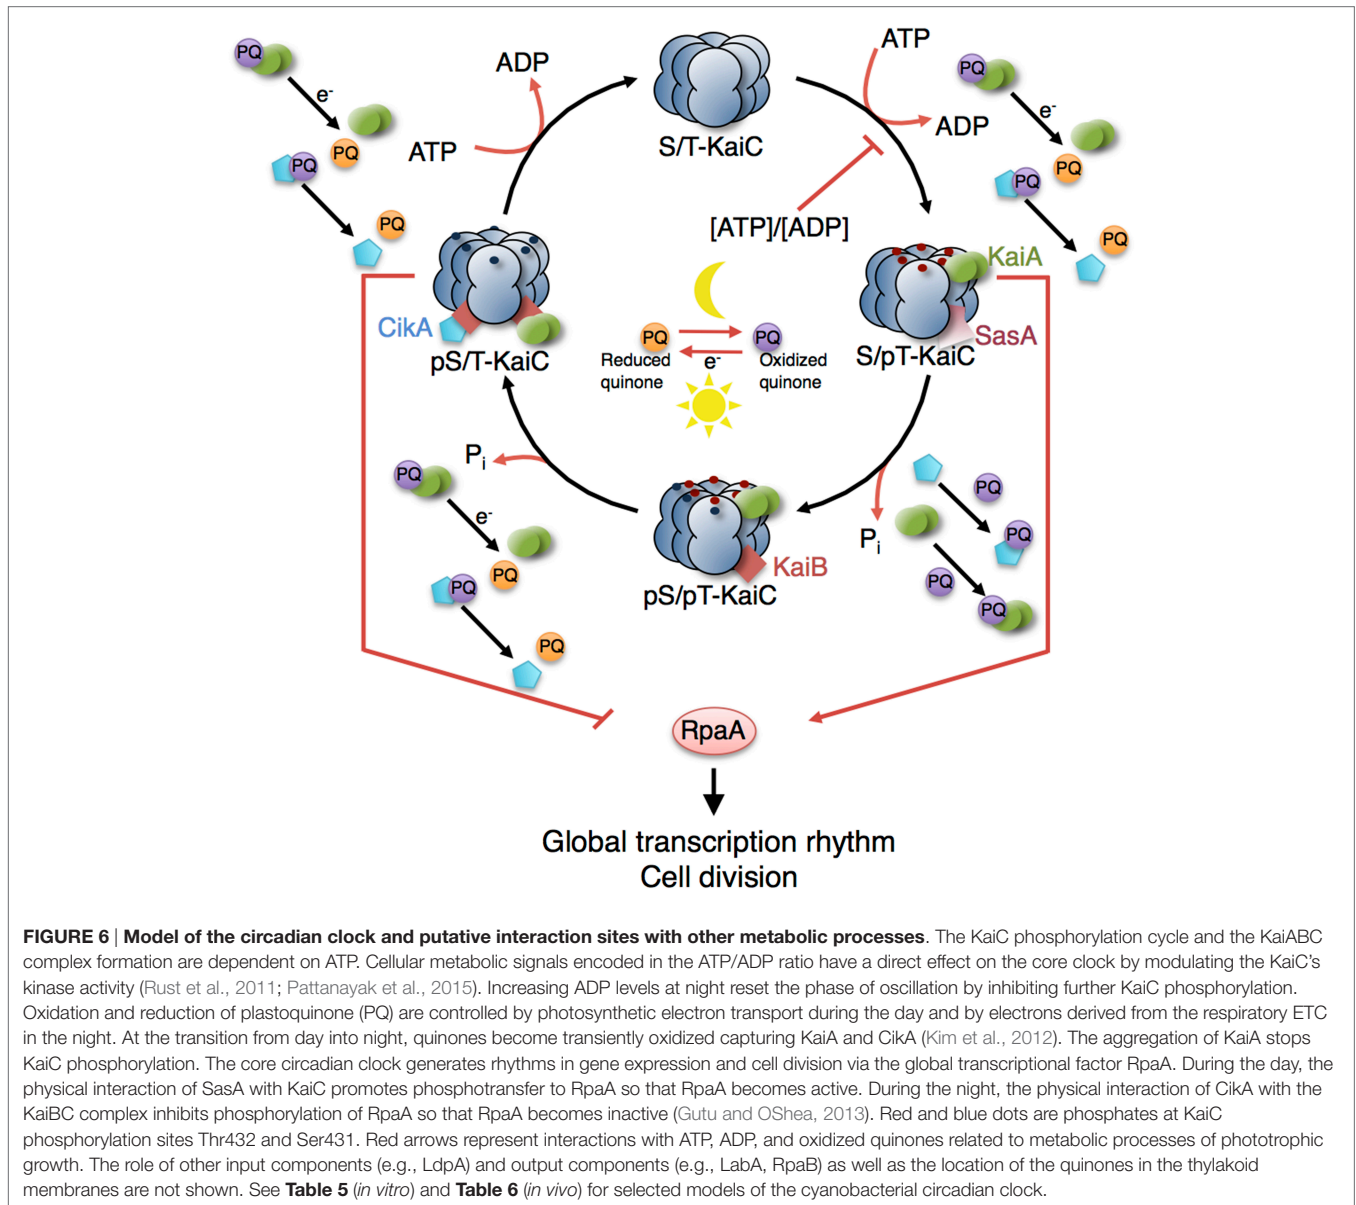 PQ
e-
PQ
PQ
PQ
ADP
ATP
S/T-KaiC
ATP
ADP
[ATP]/[ADP]
PQ
e-
PQ
PQ
PQ
KaiA
SasA
S/pT-KaiC
CikA
pS/T-KaiC
PQ
Reduced
quinone
e-
PQ
Oxidized
quinone
Pi
PQ
e-
PQ
PQ
PQ
KaiB
pS/pT-KaiC
Pi
PQ
PQ
PQ
PQ
RpaA
Global transcription rhythm
Cell division
FIGURE 6 | Model of the circadian clock and putative interaction sites with other metabolic processes. The KaiC phosphorylation cycle and the KaiABC
complex formation are dependent on ATP. Cellular metabolic signals encoded in the ATP/ADP ratio have a direct effect on the core clock by modulating the KaiC's
kinase activity (Rust et al., 2011; Pattanayak et al., 2015). Increasing ADP levels at night reset the phase of oscillation by inhibiting further KaiC phosphorylation.
Oxidation and reduction of plastoquinone (PQ) are controlled by photosynthetic electron transport during the day and by electrons derived from the respiratory ETC
in the night. At the transition from day into night, quinones become transiently oxidized capturing KaiA and CikA (Kim et al., 2012). The aggregation of KaiA stops
KaiC phosphorylation. The core circadian clock generates rhythms in gene expression and cell division via the global transcriptional factor RpaA. During the day, the
physical interaction of SasA with KaiC promotes phosphotransfer to RpaA so that RpaA becomes active. During the night, the physical interaction of CikA with the
KaiBC complex inhibits phosphorylation of RpaA so that RpaA becomes inactive (Gutu and OShea, 2013). Red and blue dots are phosphates at KaiC
phosphorylation sites Thr432 and Ser431. Red arrows represent interactions with ATP, ADP, and oxidized quinones related to metabolic processes of phototrophic
growth. The role of other input components (e.g., LdpA) and output components (e.g., LabA, RpaB) as well as the location of the quinones in the thylakoid
membranes are not shown. See Table 5 (in vitro) and Table 6 (in vivo) for selected models of the cyanobacterial circadian clock.